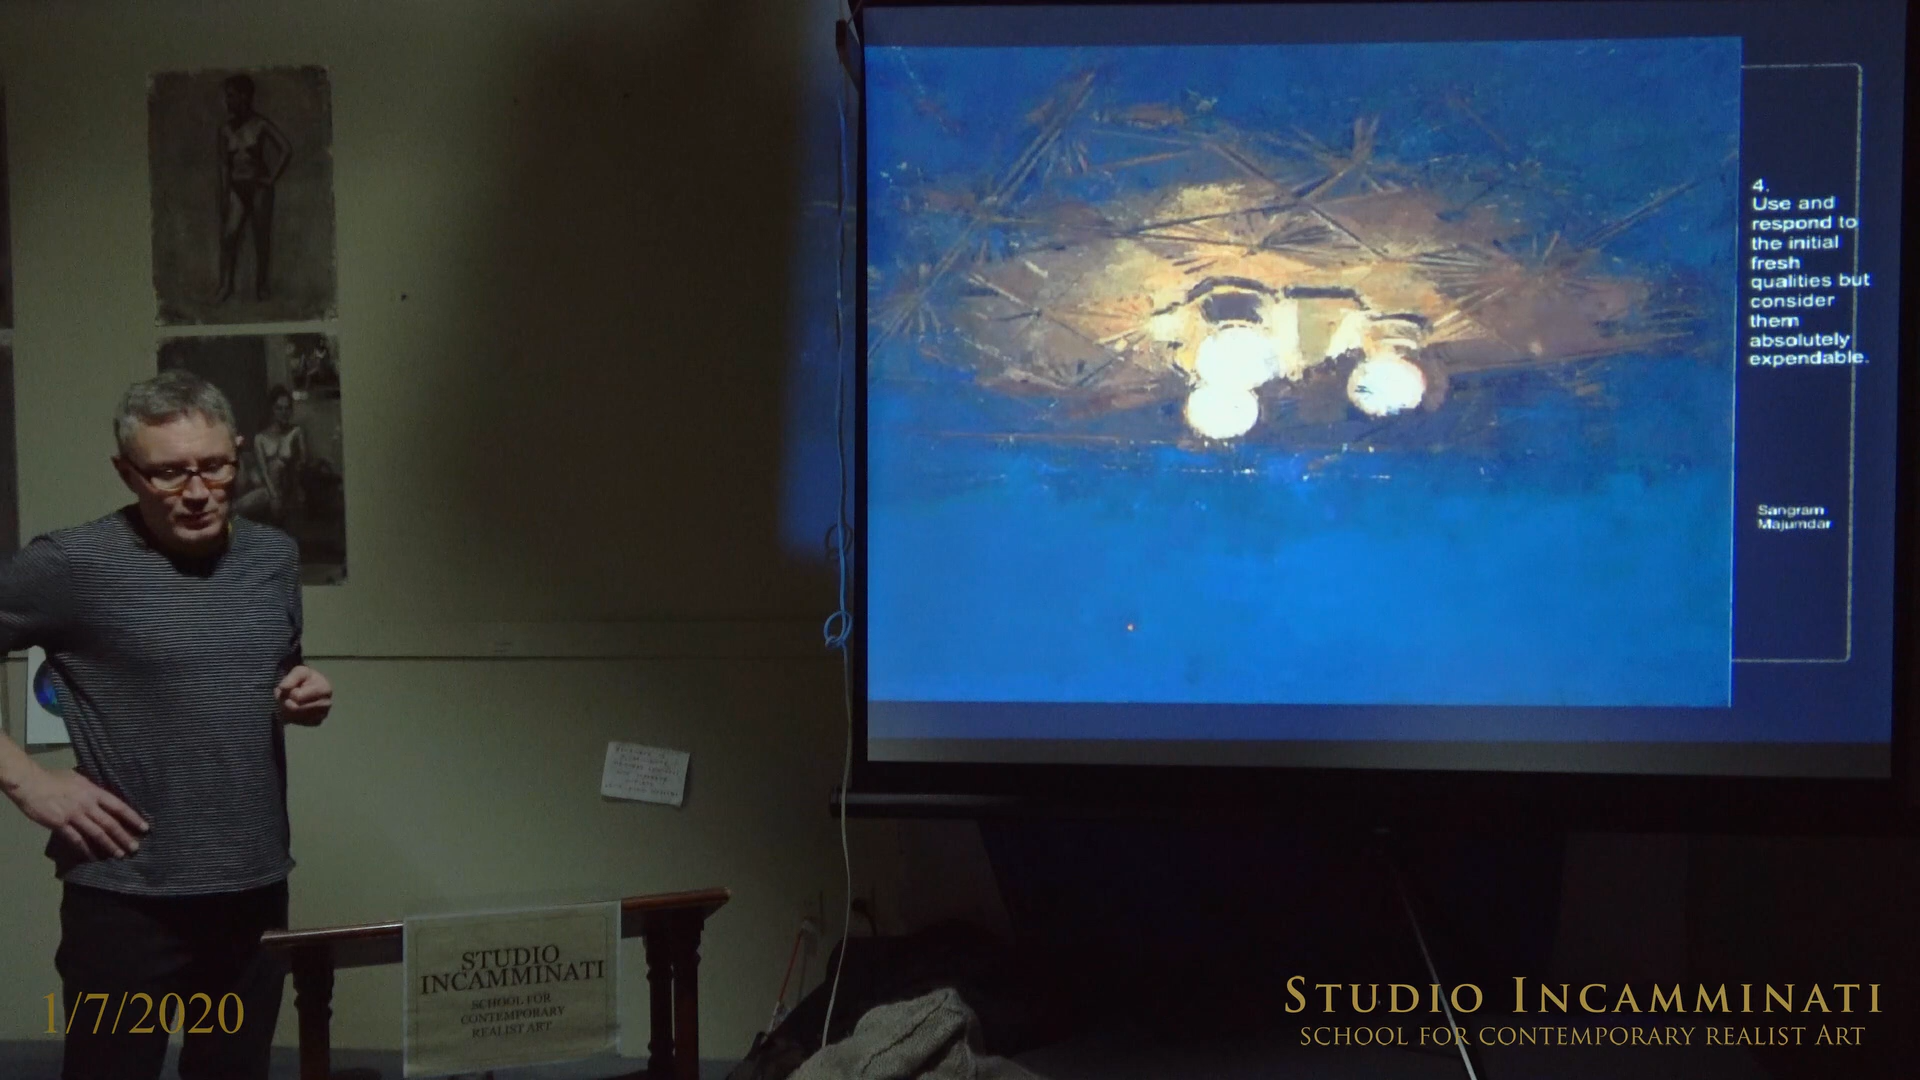 4.
Use and
respond to
the initial
fresh
qualities but
consider
them
absolutely
expendable.
Sangram
Majumdar
STUDIO
INCAMMINATI
SCHOOL FOR
CONTEMPORARY
REALIST ART
1/7/2020
STUDIO INCAMMINATI
SCHOOL FOR CONTEMPORARY REALIST ART